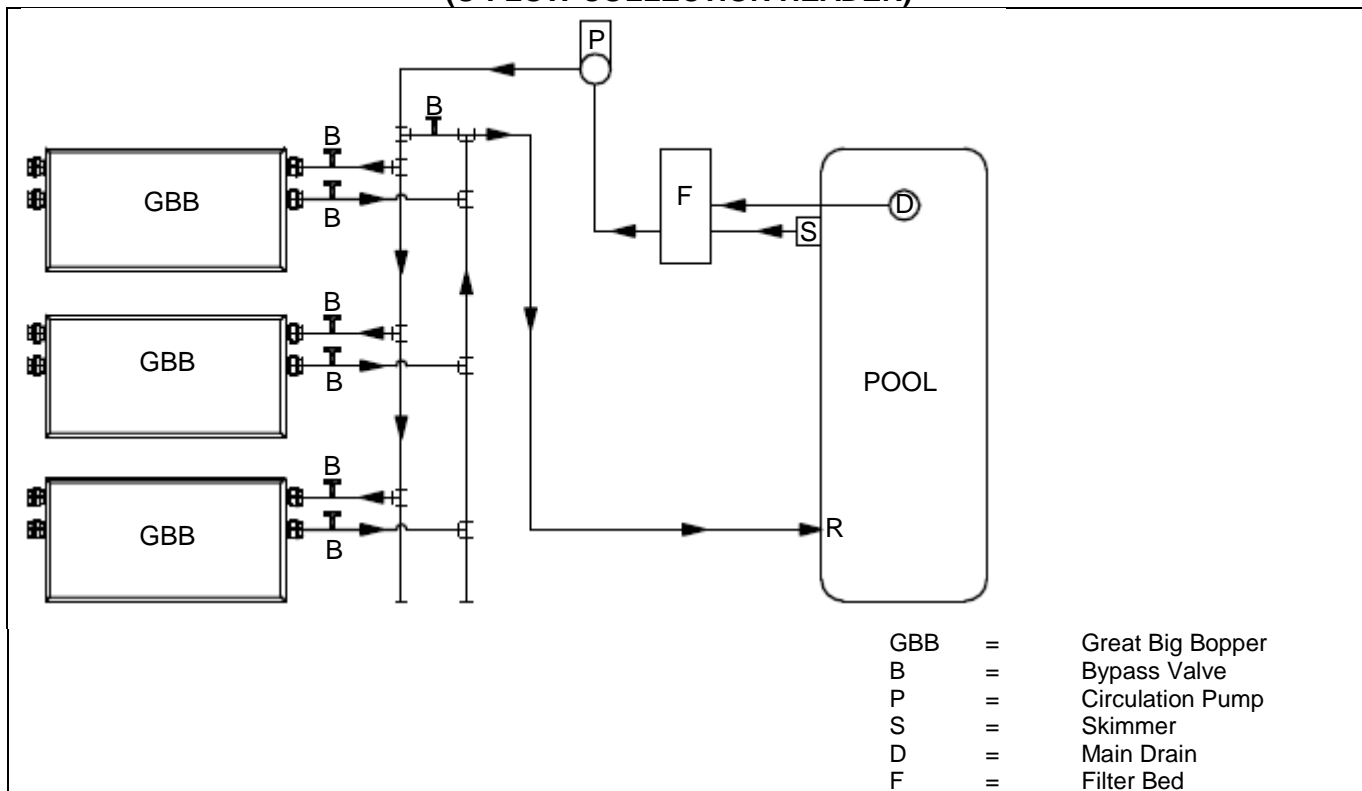 P
B
B
GBB
B
F
D
S
B
GBB
B
POOL
B
GBB
B
R
GBB = Great Big Bopper
B = Bypass Valve
P = Circulation Pump
S = Skimmer
D = Main Drain
F = Filter Bed